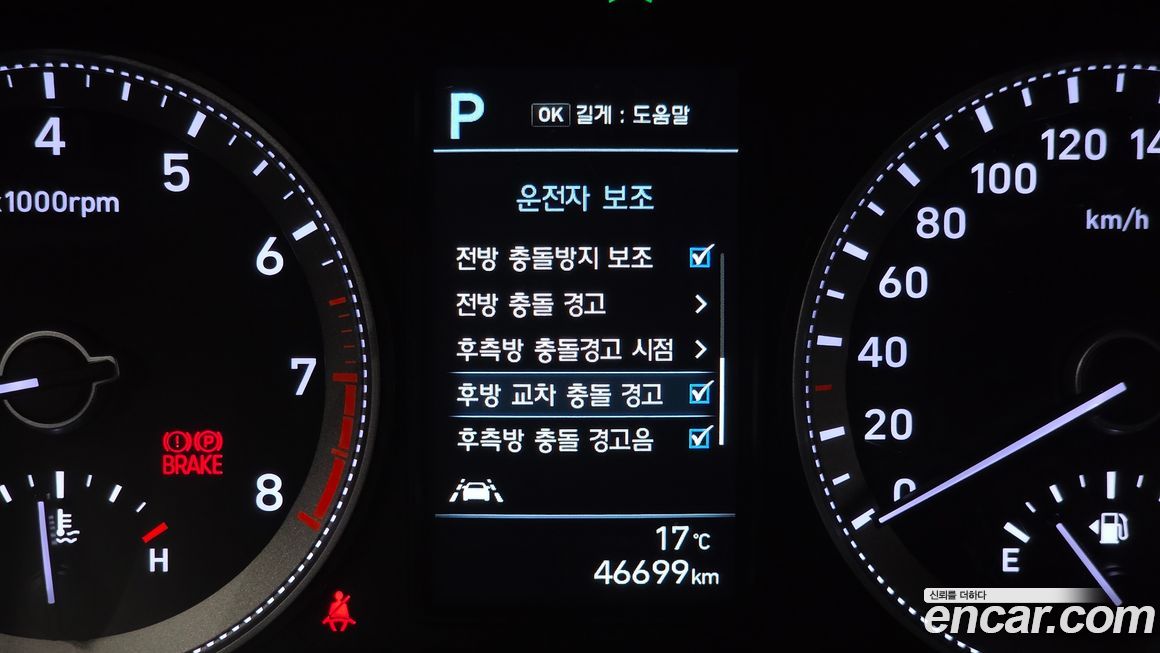 4
5
x1000rpm
6
7
8
BRAKE
H
P
OK 길게 : 도움말
운전자 보조
전방 충돌방지 보조
전방 충돌 경고
후측방 충돌경고 시점
후방 교차 충돌 경고
후측방 충돌 경고음
17℃
46699km
120
100
80
km/h
60
40
20
0
E
신뢰를 더하다
encar.com